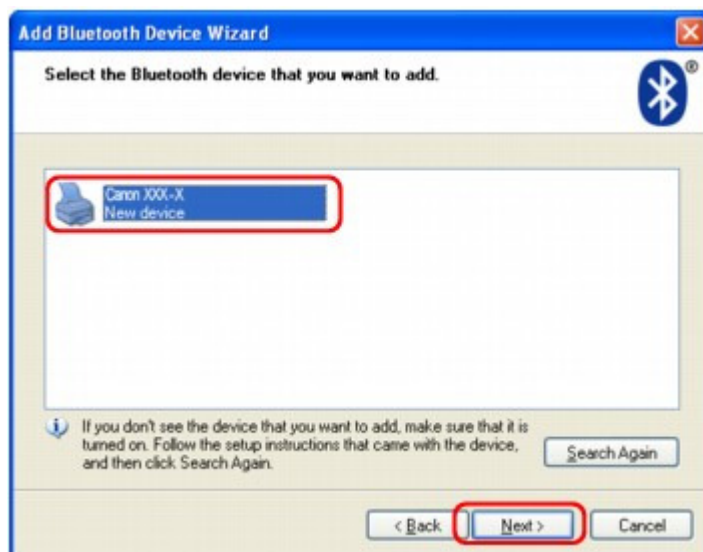 Add Bluetooth Device Wizard
Select the Bluetooth device that you want to add.
®
Canon XXX-X
New device
If you don't see the device that you want to add, make sure that it is
turned on. Follow the setup instructions that came with the device,
and then click Search Again.
Search Again
< Back
Next >
Cancel